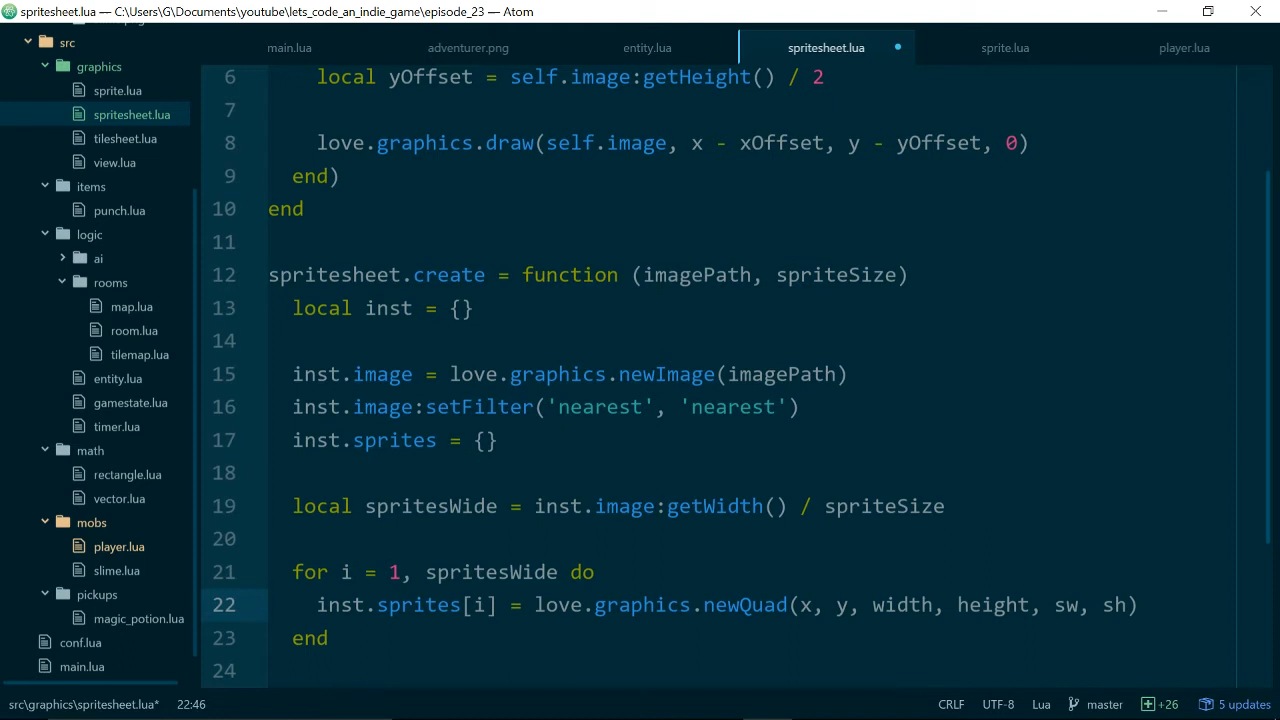 spritesheet.lua — C:\Users\G\Documents\youtube\lets_code_an_indie_game\episode_23 — Atom
main.lua
adventurer.png
entity.lua
spritesheet.lua
sprite.lua
player.lua
src
graphics
sprite.lua
spritesheet.lua
tilesheet.lua
view.lua
items
punch.lua
logic
ai
rooms
map.lua
room.lua
tilemap.lua
entity.lua
gamestate.lua
timer.lua
math
rectangle.lua
vector.lua
mobs
player.lua
slime.lua
pickups
magic_potion.lua
conf.lua
main.lua
6 local yOffset = self.image:getHeight() / 2
7
8 love.graphics.draw(self.image, x - xOffset, y - yOffset, 0)
9 end)
10 end
11
12 spritesheet.create = function (imagePath, spriteSize)
13 local inst = {}
14
15 inst.image = love.graphics.newImage(imagePath)
16 inst.image:setFilter('nearest', 'nearest')
17 inst.sprites = {}
18
19 local spritesWide = inst.image:getWidth() / spriteSize
20
21 for i = 1, spritesWide do
22 inst.sprites[i] = love.graphics.newQuad(x, y, width, height, sw, sh)
23 end
24
src\graphics\spritesheet.lua* 22:46 CRLF UTF-8 Lua master +26 5 updates